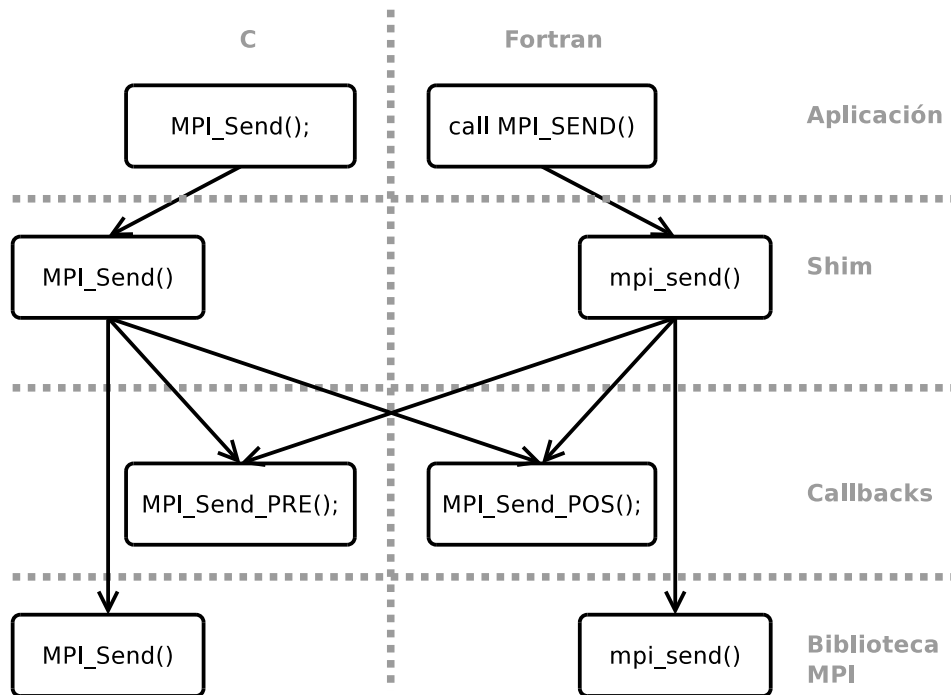 C
Fortran
MPI_Send();
call MPI_SEND()
Aplicación
MPI_Send()
mpi_send()
Shim
MPI_Send_PRE();
MPI_Send_POS();
Callbacks
MPI_Send()
mpi_send()
Biblioteca
MPI